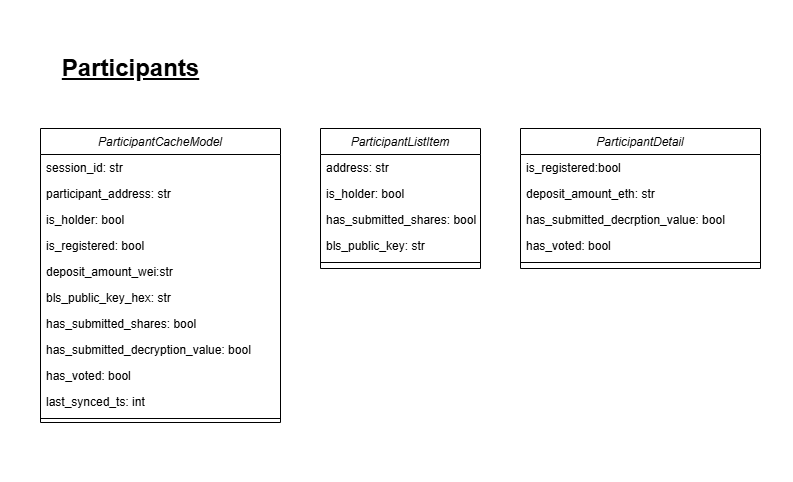 Participants
ParticipantCacheModel
session_id: str
participant_address: str
is_holder: bool
is_registered: bool
deposit_amount_wei:str
bls_public_key_hex: str
has_submitted_shares: bool
has_submitted_decryption_value: bool
has_voted: bool
last_synced_ts: int
ParticipantListItem
address: str
is_holder: bool
has_submitted_shares: bool
bls_public_key: str
ParticipantDetail
is_registered:bool
deposit_amount_eth: str
has_submitted_decrption_value: bool
has_voted: bool